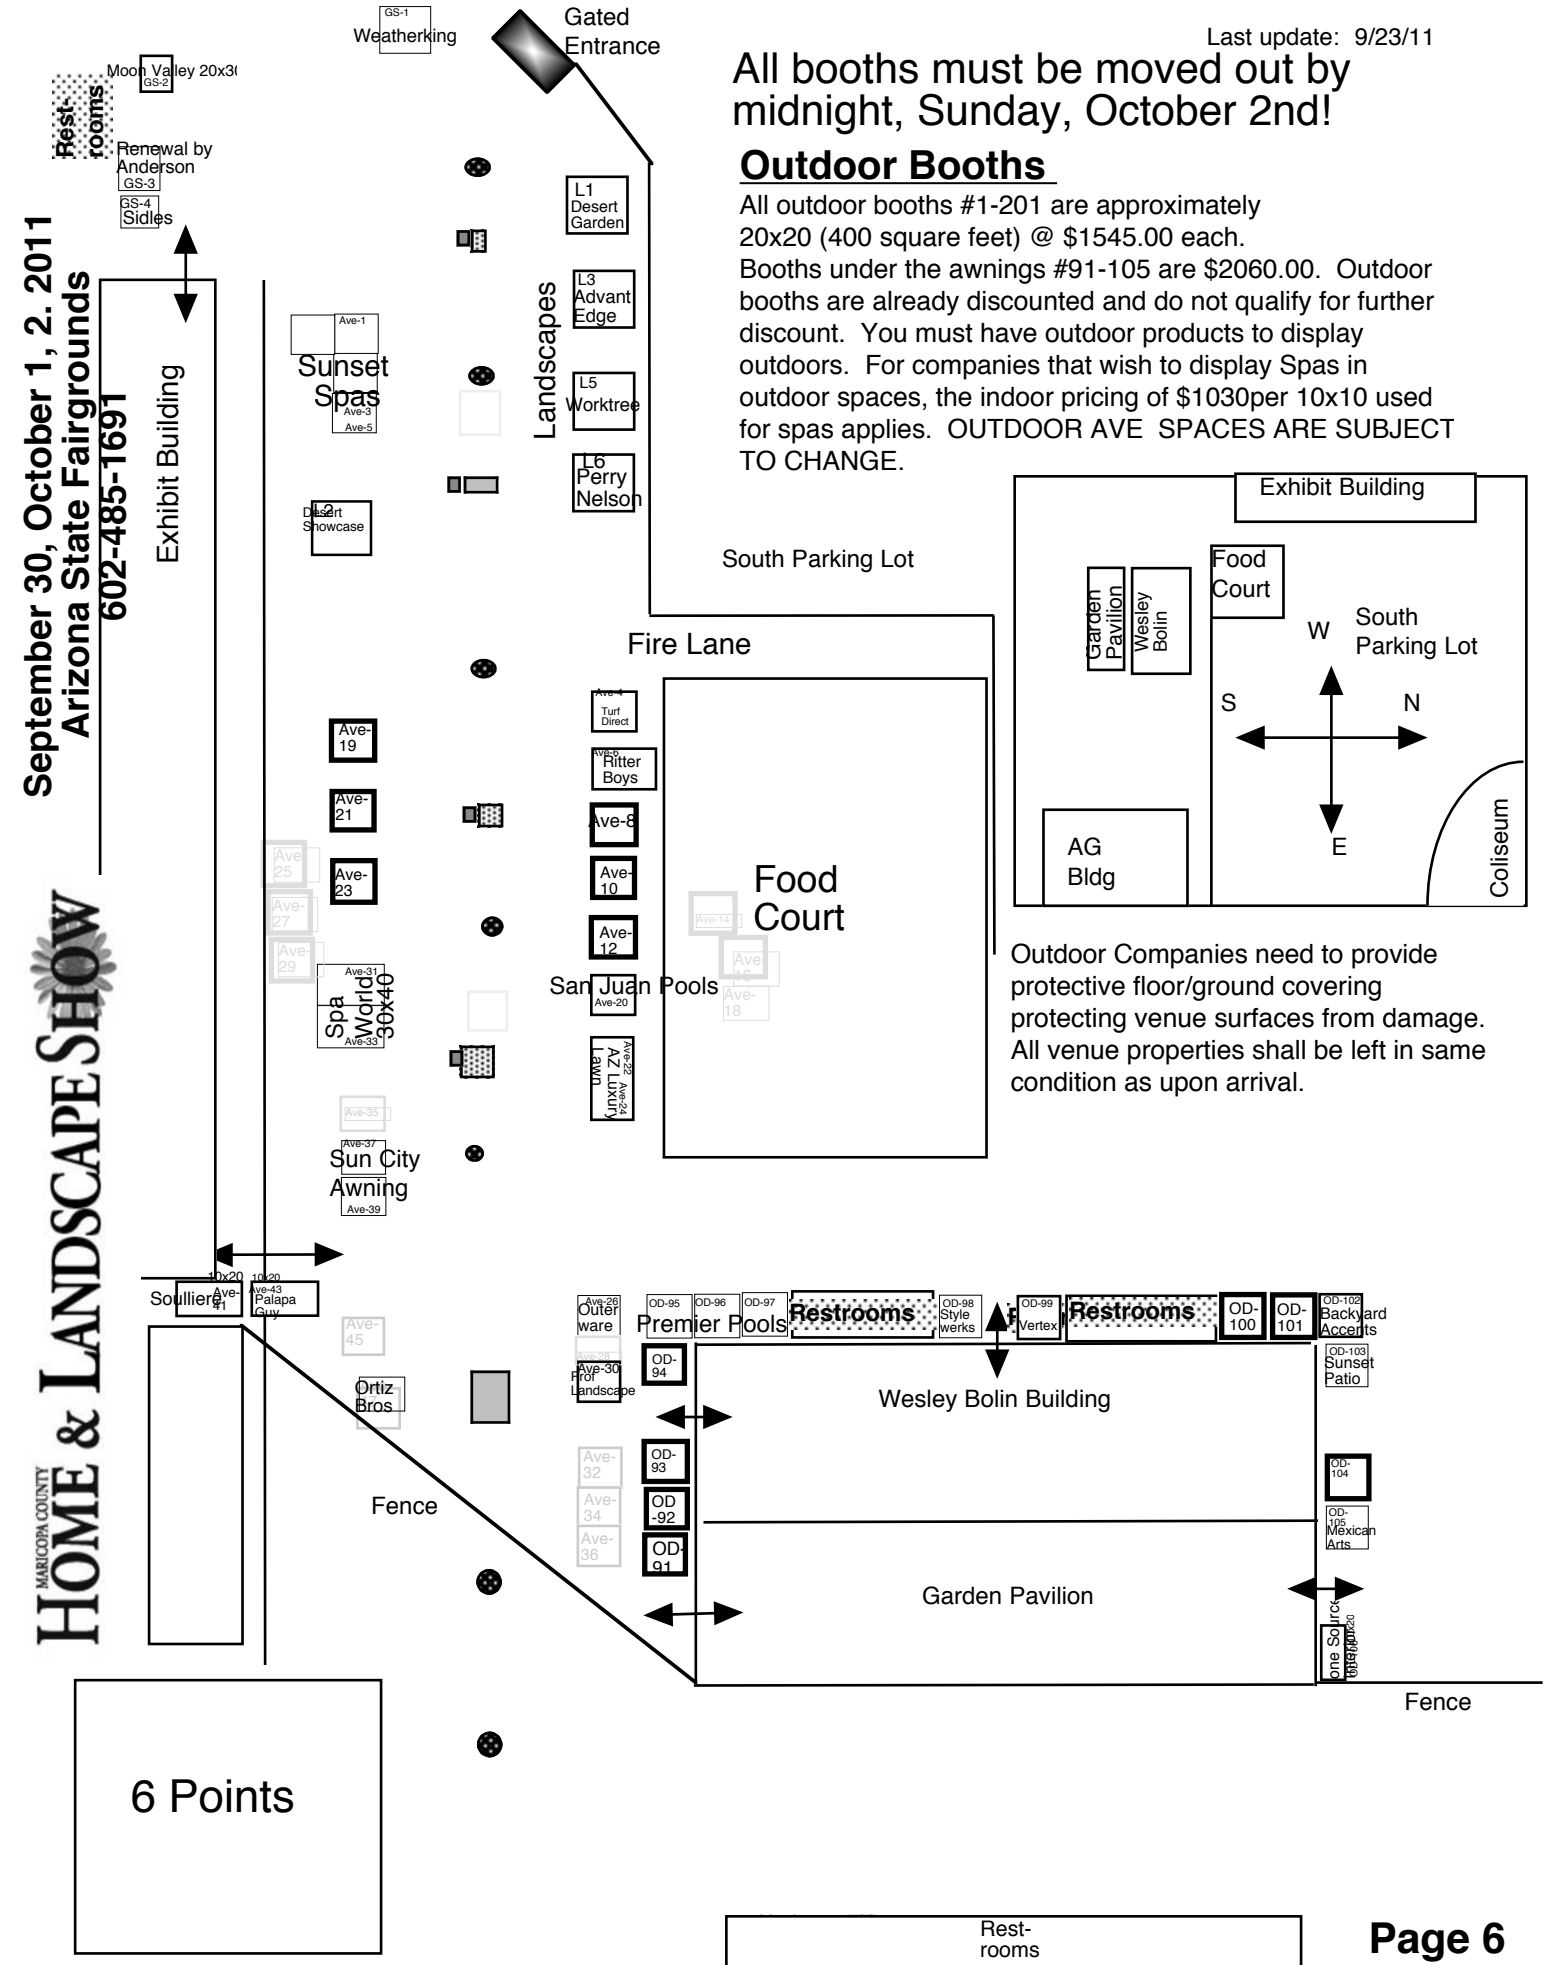 GS-1
Weatherking
Gated
Entrance
Last update:  9/23/11
All booths must be moved out by
midnight, Sunday, October 2nd!
Outdoor Booths
All outdoor booths #1-201 are approximately
20x20 (400 square feet) @ $1545.00 each.
Booths under the awnings #91-105 are $2060.00.  Outdoor
booths are already discounted and do not qualify for further
discount.  You must have outdoor products to display
outdoors.  For companies that wish to display Spas in
outdoor spaces, the indoor pricing of $1030per 10x10 used
for spas applies.  OUTDOOR AVE  SPACES ARE SUBJECT
TO CHANGE.
Moon Valley 20x30
GS-2
Rest-
rooms
Renewal by
Anderson
GS-3
GS-4
Sidles
September 30, October 1, 2. 2011
Arizona State Fairgrounds
602-485-1691
Exhibit Building
MARICOPA COUNTY
HOME & LANDSCAPE SHOW
Ave-1
Sunset
Spas
Ave-3
Ave-5
L2
Desert
Showcase
Landscapes
L1
Desert
Garden
L3
Advant
Edge
L5
Worktree
L6
Perry
Nelson
South Parking Lot
Fire Lane
Exhibit Building
Food
Court
Garden
Pavilion
Wesley
Bolin
South
Parking Lot
W
S
N
E
AG
Bldg
Coliseum
Outdoor Companies need to provide
protective floor/ground covering
protecting venue surfaces from damage.
All venue properties shall be left in same
condition as upon arrival.
Ave-4
Turf
Direct
Ave-6
Ritter
Boys
Ave-8
Ave-
10
Ave-
12
San Juan Pools
Ave-20
Ave-22
Ave-24
AZ Luxury
Lawn
Food
Court
Ave-14
Ave-
16
Ave-
18
Ave-
19
Ave-
21
Ave-
23
Ave
25
Ave-
27
Ave-
29
Ave-31
Spa
World
30x40
Ave-33
Ave-35
Ave-37
Sun City
Awning
Ave-39
10x20
Soulliere
Ave-
41
10x20
Ave-43
Palapa
Guy
Ave-
45
Ortiz
Bros
Fence
Ave-26
Outer
ware
Ave-28
Ave-30
Prof
Landscape
Ave-
32
Ave-
34
Ave-
36
OD-95
OD-96
OD-97
Premier Pools
Restrooms
OD-98
Style
werks
OD-99
Vertex
Restrooms
OD-
100
OD-
101
OD-102
Backyard
Accents
OD-
94
OD-
93
OD
-92
OD-
91
Wesley Bolin Building
Garden Pavilion
OD-103
Sunset
Patio
OD-
104
OD-
105
Mexican
Arts
one Source
Fence
6 Points
Rest-
rooms
Page 6